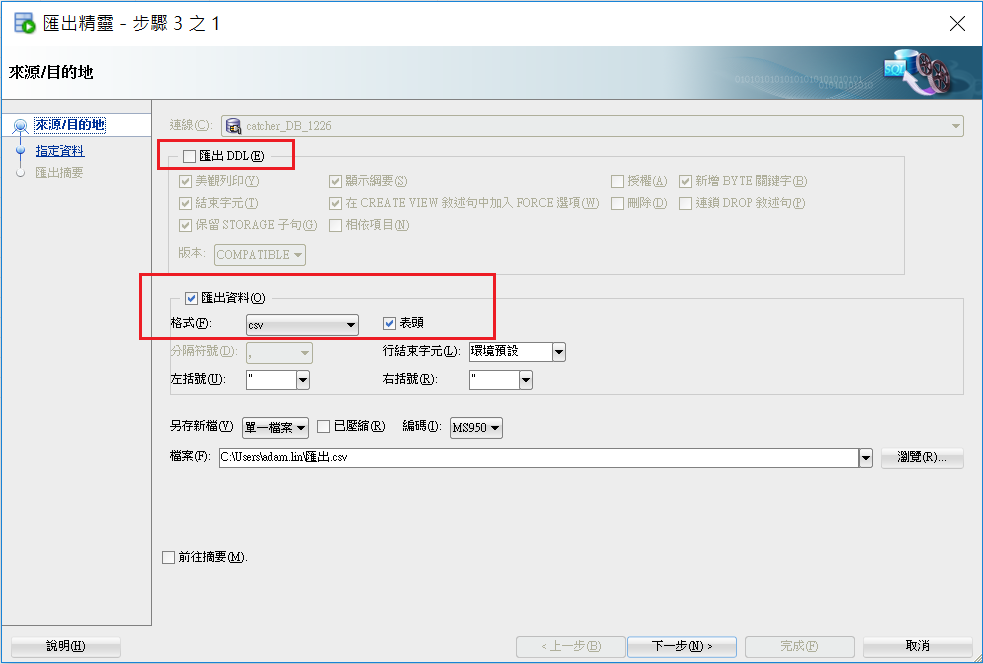 匯出精靈 - 步驟 3 之 1
來源/目的地
SQL
來源/目的地
指定資料
匯出摘要
連線(C): catcher_DB_1226
匯出 DDL(E)
美觀列印(Y) 顯示綱要(S) 授權(A) 新增 BYTE 關鍵字(B)
結束字元(T) 在 CREATE VIEW 敘述句中加入 FORCE 選項(W) 刪除(D) 連鎖 DROP 敘述句(P)
保留 STORAGE 子句(G) 相依項目(N)
版本: COMPATIBLE
匯出資料(O)
格式(F): csv 表頭
分隔符號(D): , 行結束字元(L): 環境預設
左括號(U): " 右括號(R): "
另存新檔(V) 單一檔案 已壓縮(R) 編碼(I): MS950
檔案(F): C:\Users\adam.lin\匯出.csv 瀏覽(R)...
前往摘要(M).
說明(H) < 上一步(B) 下一步(N) > 完成(F) 取消